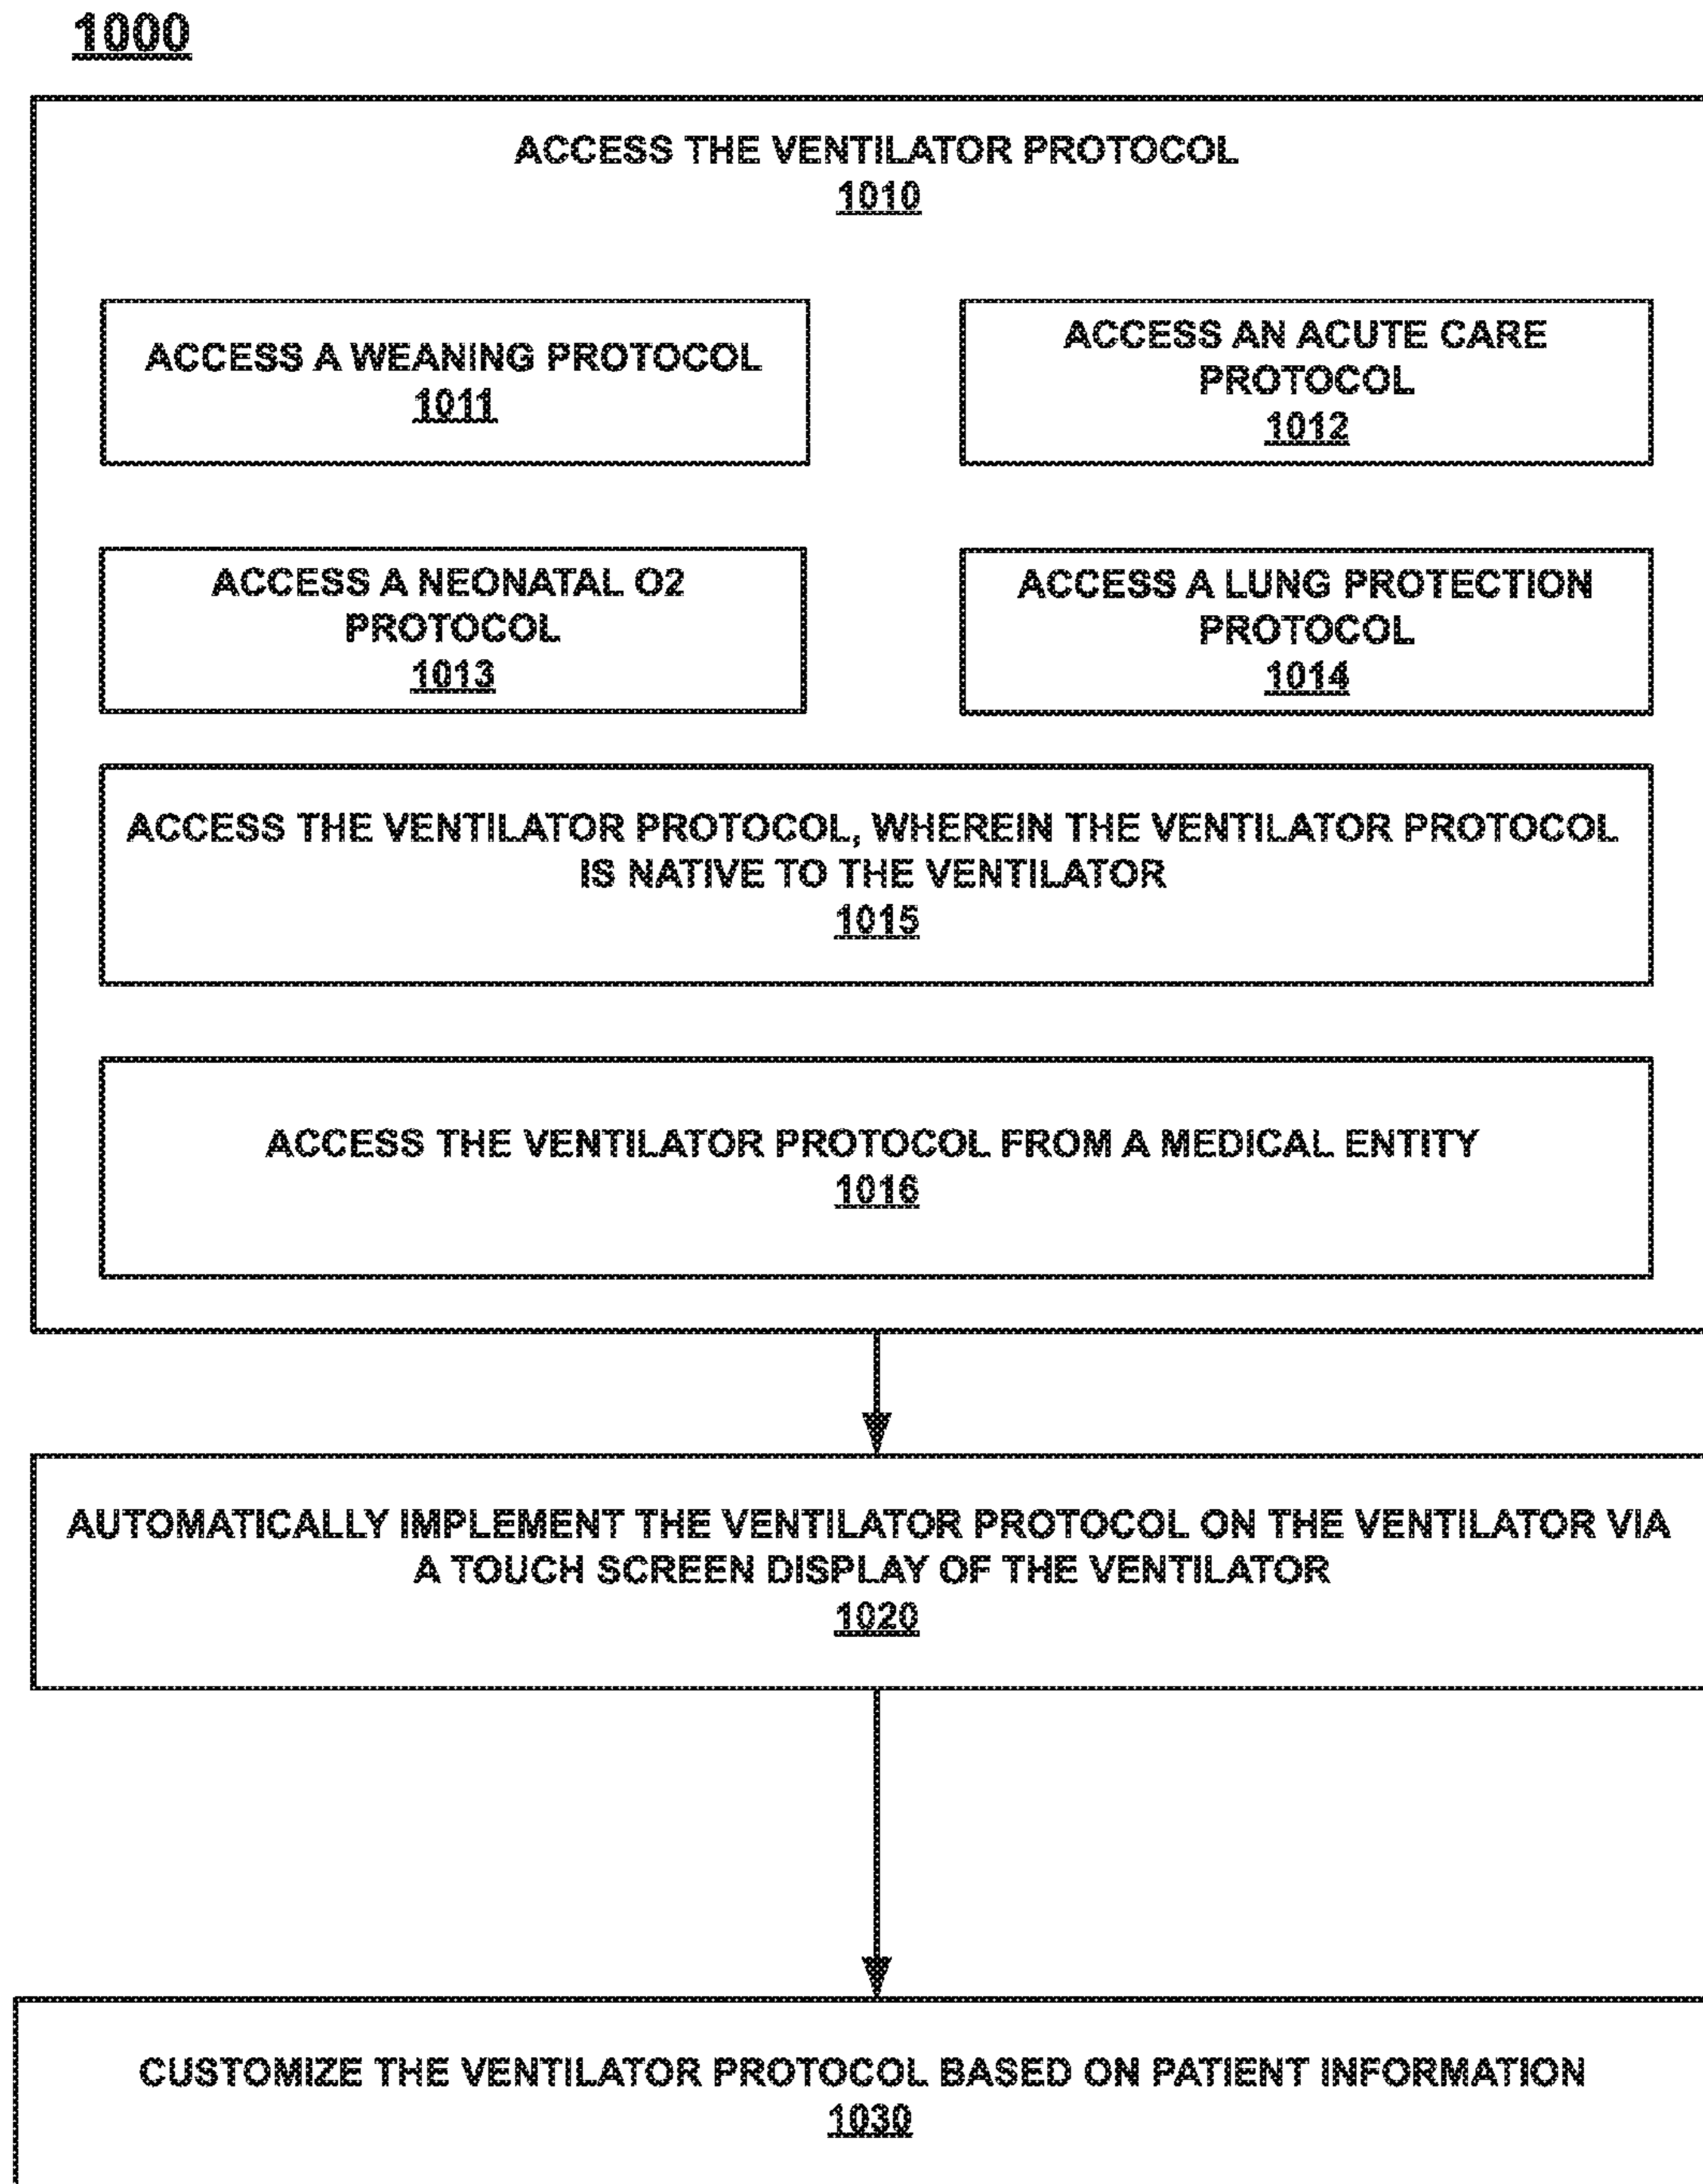 1000
ACCESS THE VENTILATOR PROTOCOL
1010
ACCESS A WEANING PROTOCOL
1011
ACCESS AN ACUTE CARE
PROTOCOL
1012
ACCESS A NEONATAL O2
PROTOCOL
1013
ACCESS A LUNG PROTECTION
PROTOCOL
1014
ACCESS THE VENTILATOR PROTOCOL, WHEREIN THE VENTILATOR PROTOCOL
IS NATIVE TO THE VENTILATOR
1015
ACCESS THE VENTILATOR PROTOCOL FROM A MEDICAL ENTITY
1016
AUTOMATICALLY IMPLEMENT THE VENTILATOR PROTOCOL ON THE VENTILATOR VIA
A TOUCH SCREEN DISPLAY OF THE VENTILATOR
1020
CUSTOMIZE THE VENTILATOR PROTOCOL BASED ON PATIENT INFORMATION
1030